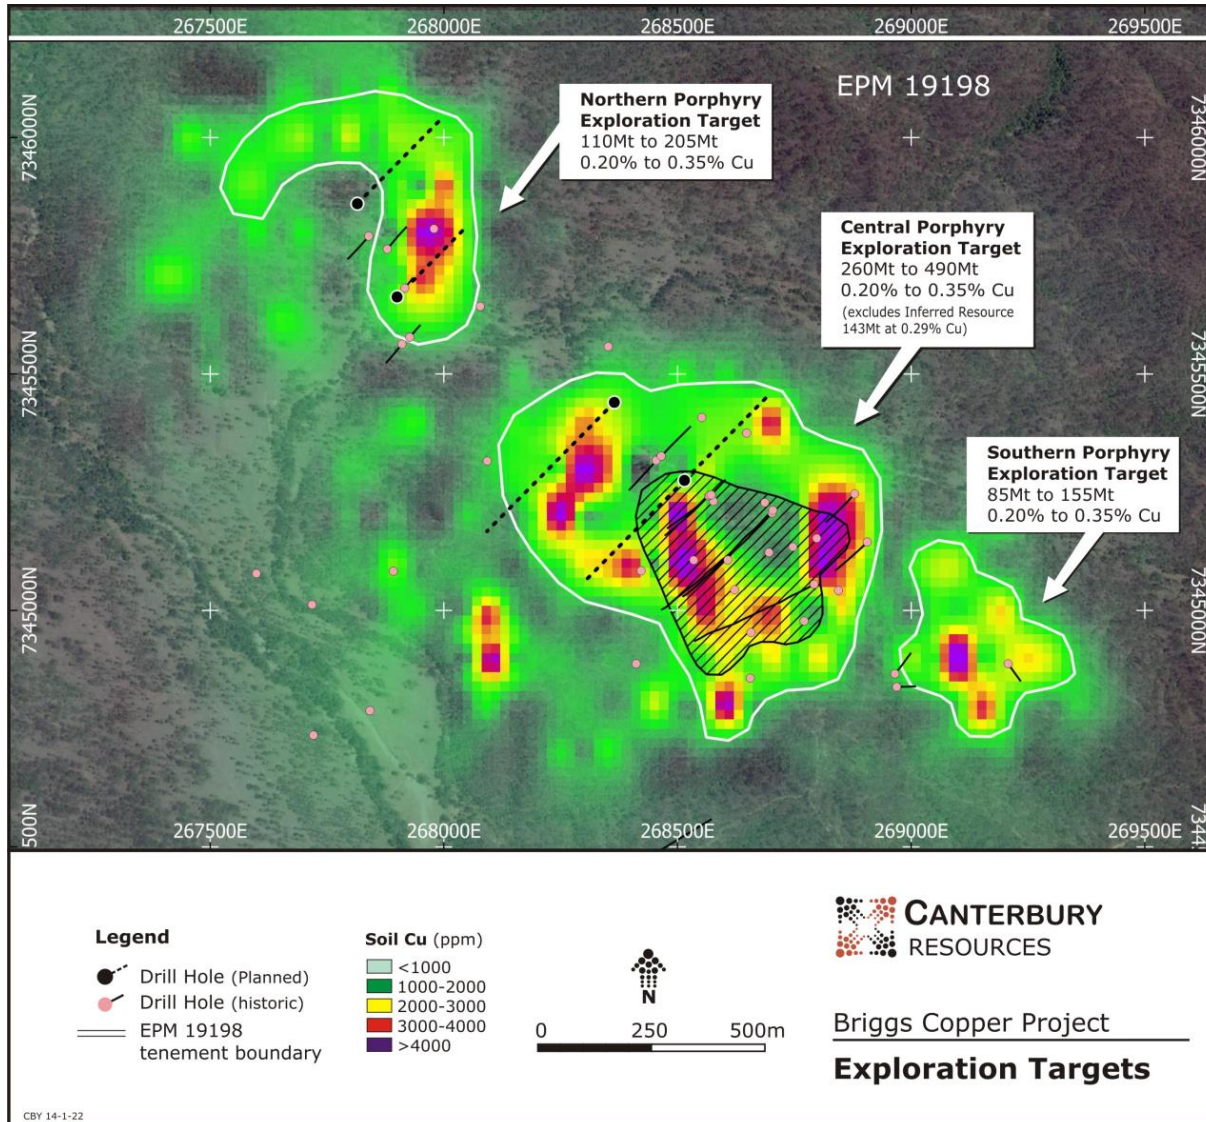 267500E 268000E 268500E 269000E 269500E
EPM 19198
Northern Porphyry
Exploration Target
110Mt to 205Mt
0.20% to 0.35% Cu
7346000N
7346000N
Central Porphyry
Exploration Target
260Mt to 490Mt
0.20% to 0.35% Cu
(excludes Inferred Resource
143Mt at 0.29% Cu)
7345500N
7345500N
Southern Porphyry
Exploration Target
85Mt to 155Mt
0.20% to 0.35% Cu
7345000N
7345000N
500N
73445
267500E 268000E 268500E 269000E 269500E
Legend
Drill Hole (Planned)
Drill Hole (historic)
EPM 19198
tenement boundary
Soil Cu (ppm)
<1000
1000-2000
2000-3000
3000-4000
>4000
N
0 250 500m
CANTERBURY
RESOURCES
Briggs Copper Project
Exploration Targets
CBY 14-1-22